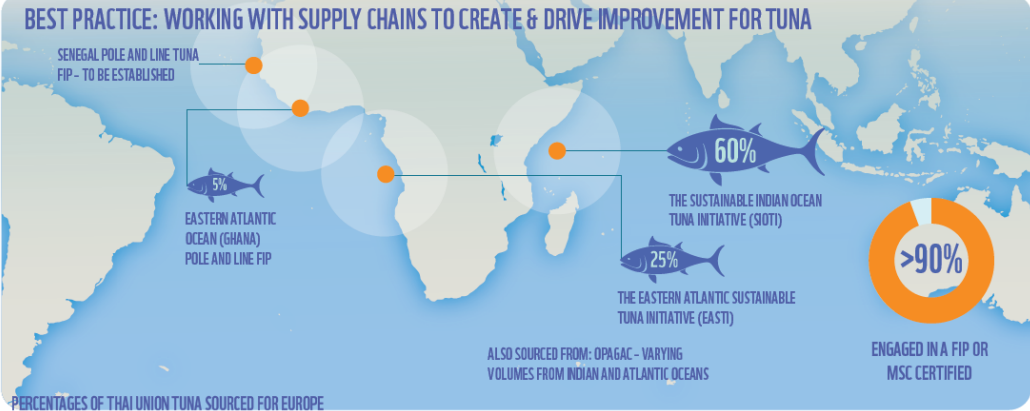 BEST PRACTICE: WORKING WITH SUPPLY CHAINS TO CREATE & DRIVE IMPROVEMENT FOR TUNA
SENEGAL POLE AND LINE TUNA
FIP – TO BE ESTABLISHED
5%
EASTERN ATLANTIC
OCEAN (GHANA)
POLE AND LINE FIP
60%
THE SUSTAINABLE INDIAN OCEAN
TUNA INITIATIVE (SIOTI)
25%
THE EASTERN ATLANTIC SUSTAINABLE
TUNA INITIATIVE (EASTI)
ALSO SOURCED FROM: OPAGAC – VARYING
VOLUMES FROM INDIAN AND ATLANTIC OCEANS
>90%
ENGAGED IN A FIP OR
MSC CERTIFIED
PERCENTAGES OF THAI UNION TUNA SOURCED FOR EUROPE